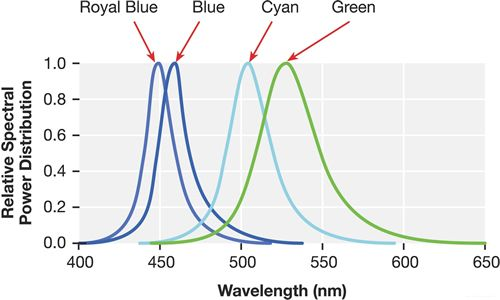 Royal Blue Blue Cyan Green
Relative Spectral
Power Distribution
1.0
0.8
0.6
0.4
0.2
0.0
400 450 500 550 600 650
Wavelength (nm)